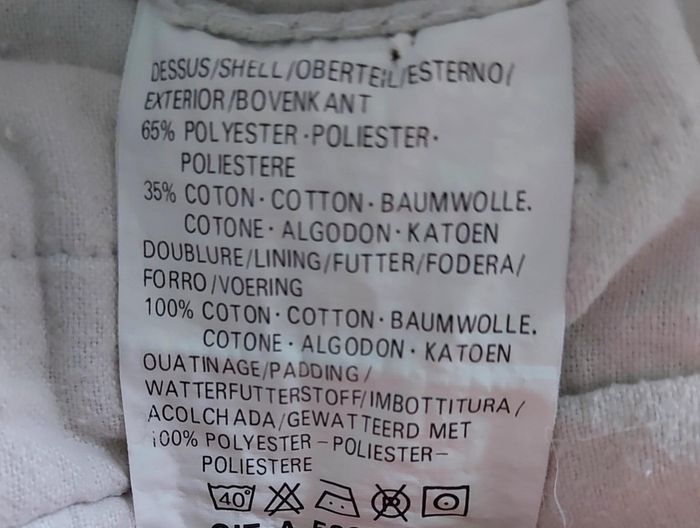 DESSUS/SHELL/OBERTEIL/ESTERNO/
EXTERIOR/BOVENKANT
65% POLYESTER·POLIESTER·
POLIESTERE
35% COTON·COTTON·BAUMWOLLE.
COTONE·ALGODON·KATOEN
DOUBLURE/LINING/FUTTER/FODERA/
FORRO/VOERING
100% COTON·COTTON·BAUMWOLLE.
COTONE·ALGODON·KATOEN
OUATINAGE/PADDING/
WATTERFUTTERSTOFF/IMBOTTITURA/
ACOLCHADA/GEWATTEERD MET
100% POLYESTER-POLIESTER-
POLIESTERE
40°